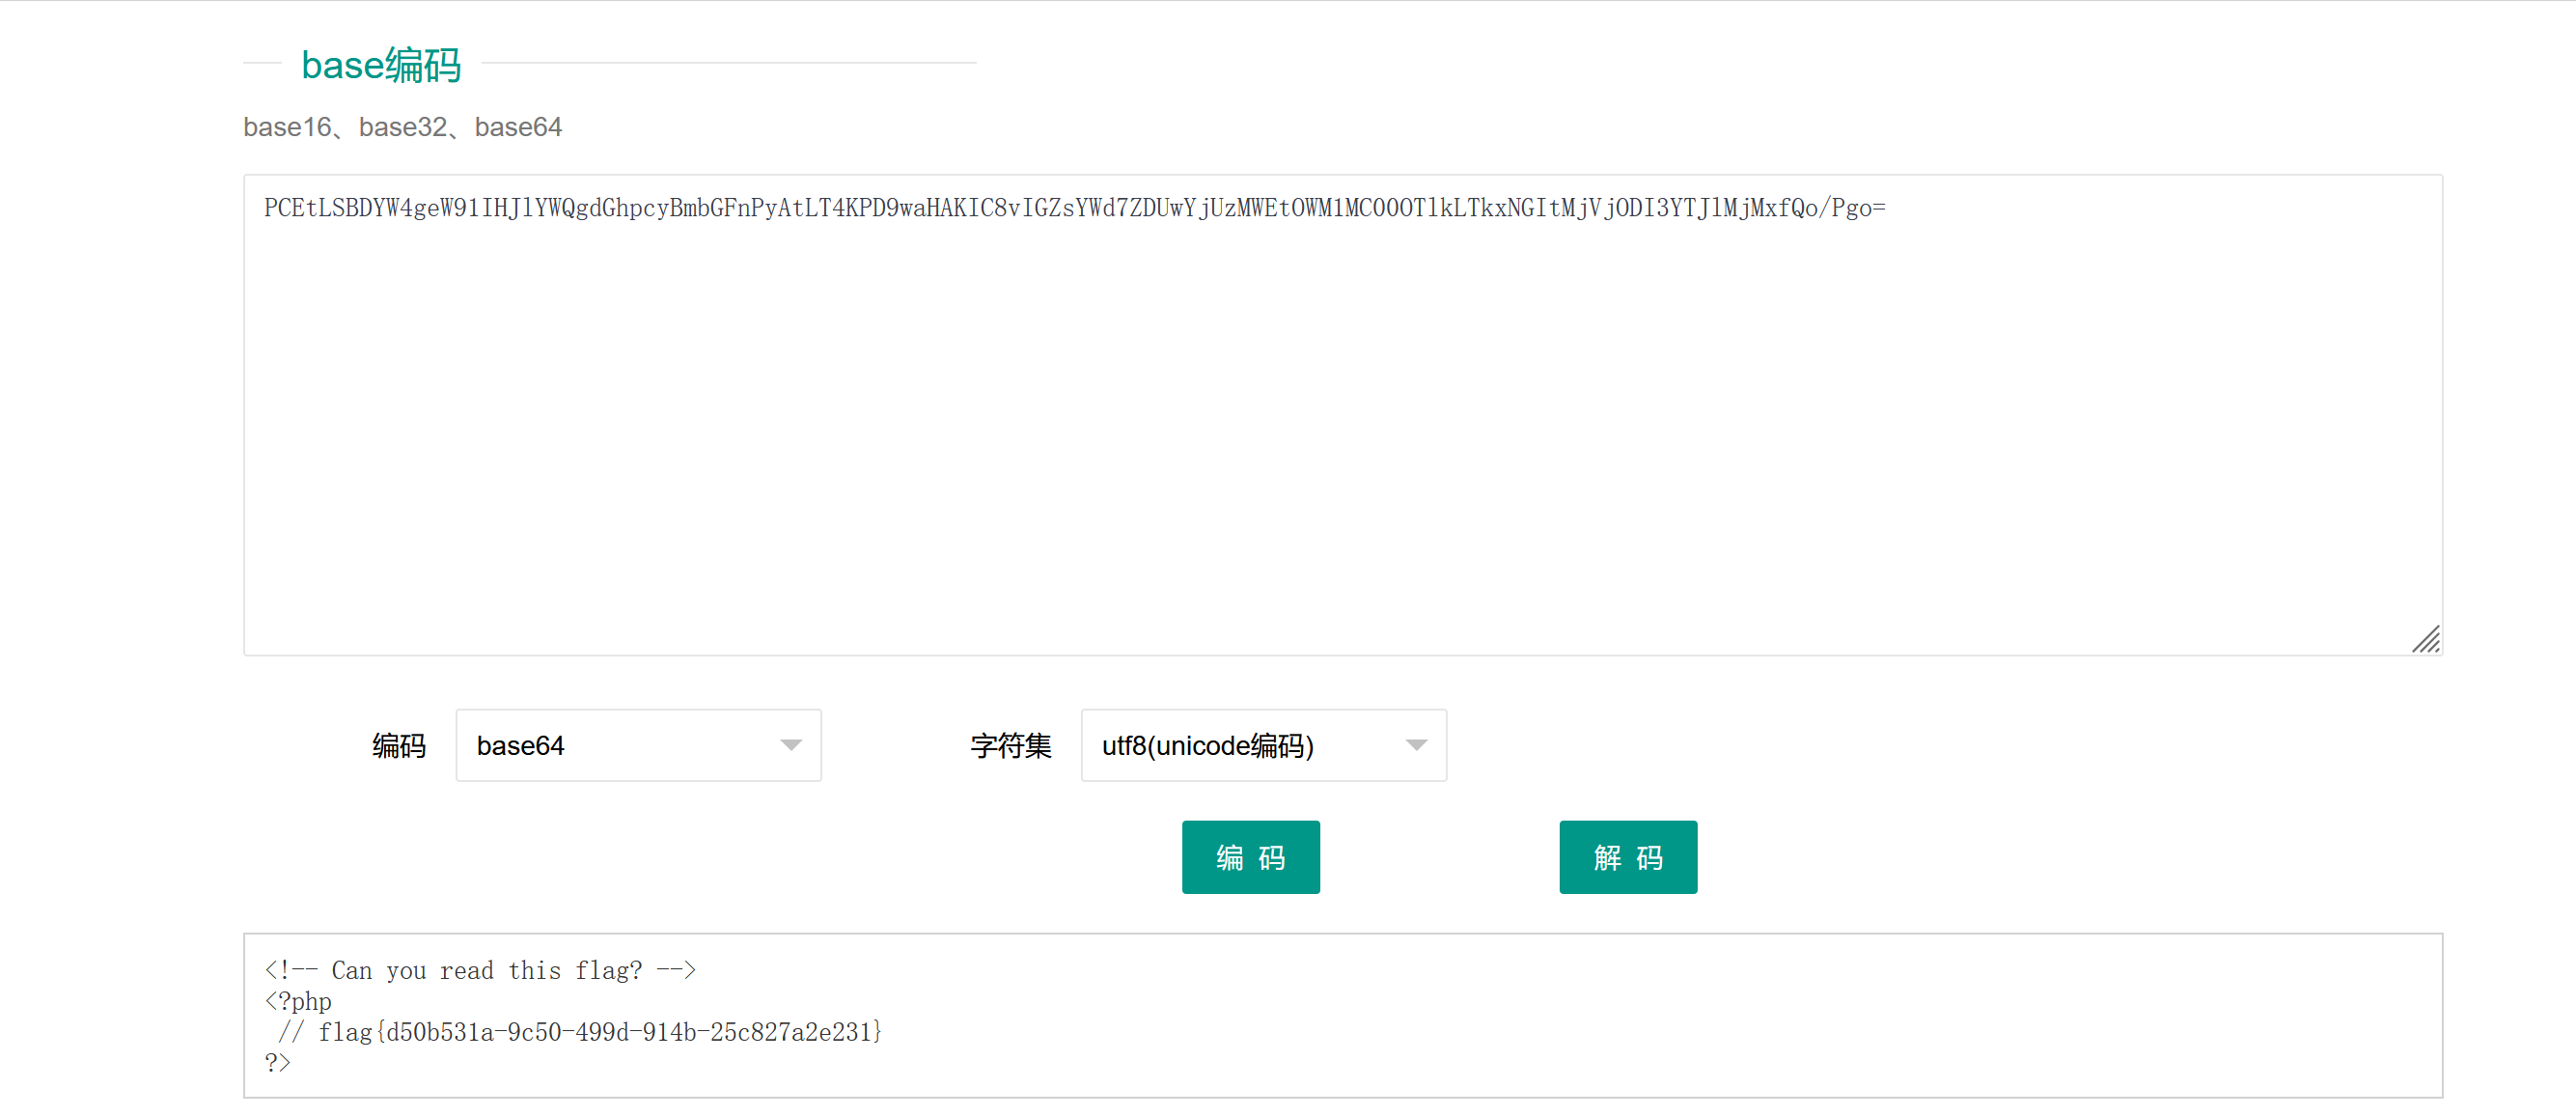 base编码
base16、base32、base64
PCEtLSBDYW4geW91IHJlYWQgdGhpcyBmbGFnPyAtLT4KPD9waHAKIC8vIGZsYWd7ZDUwYjUzMWEtOWM1MC00OTlkLTkxNGItMjVjODI3YTJlMjMxfQo/Pgo=
编码 base64 字符集 utf8(unicode编码)
编 码 解 码
<!-- Can you read this flag? -->
<?php
 // flag{d50b531a-9c50-499d-914b-25c827a2e231}
?>